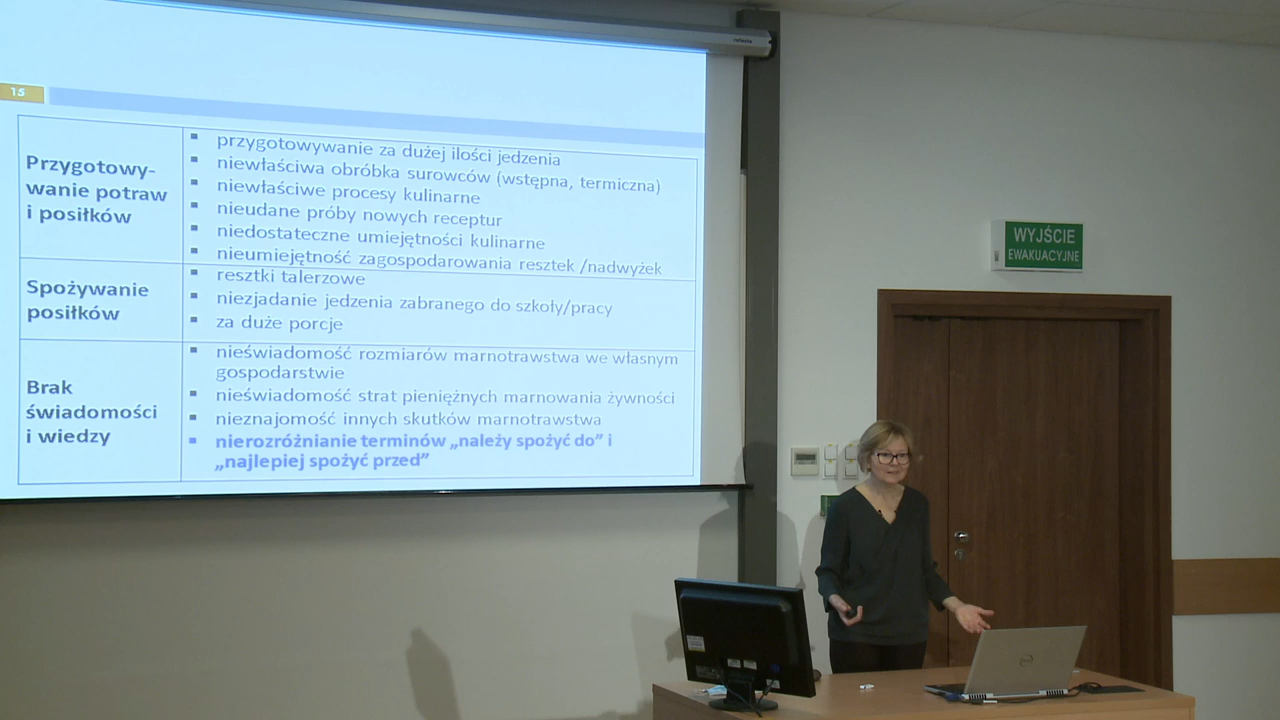 reflecta
15
Przygotowy-
wanie potraw
i posiłków
▪ przygotowywanie za dużej ilości jedzenia
▪ niewłaściwa obróbka surowców (wstępna, termiczna)
▪ niewłaściwe procesy kulinarne
▪ nieudane próby nowych receptur
▪ niedostateczne umiejętności kulinarne
▪ nieumiejętność zagospodarowania resztek /nadwyżek
Spożywanie
posiłków
▪ resztki talerzowe
▪ niezjadanie jedzenia zabranego do szkoły/pracy
▪ za duże porcje
Brak
świadomości
i wiedzy
▪ nieświadomość rozmiarów marnotrawstwa we własnym
gospodarstwie
▪ nieświadomość strat pieniężnych marnowania żywności
▪ nieznajomość innych skutków marnotrawstwa
▪ nierozróżnianie terminów „należy spożyć do” i
„najlepiej spożyć przed”
WYJŚCIE
EWAKUACYJNE
DELL